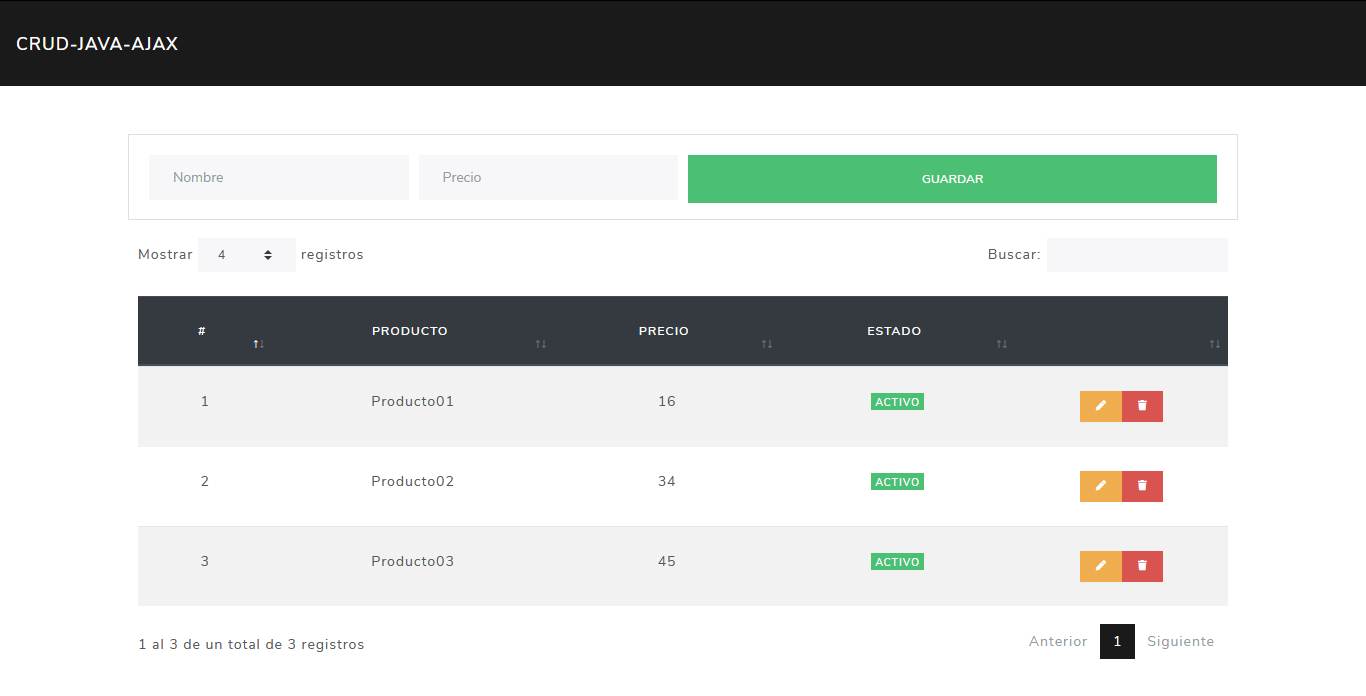 CRUD-JAVA-AJAX
Nombre Precio GUARDAR
Mostrar 4 registros Buscar:
# PRODUCTO PRECIO ESTADO
1 Producto01 16 ACTIVO
2 Producto02 34 ACTIVO
3 Producto03 45 ACTIVO
1 al 3 de un total de 3 registros Anterior 1 Siguiente